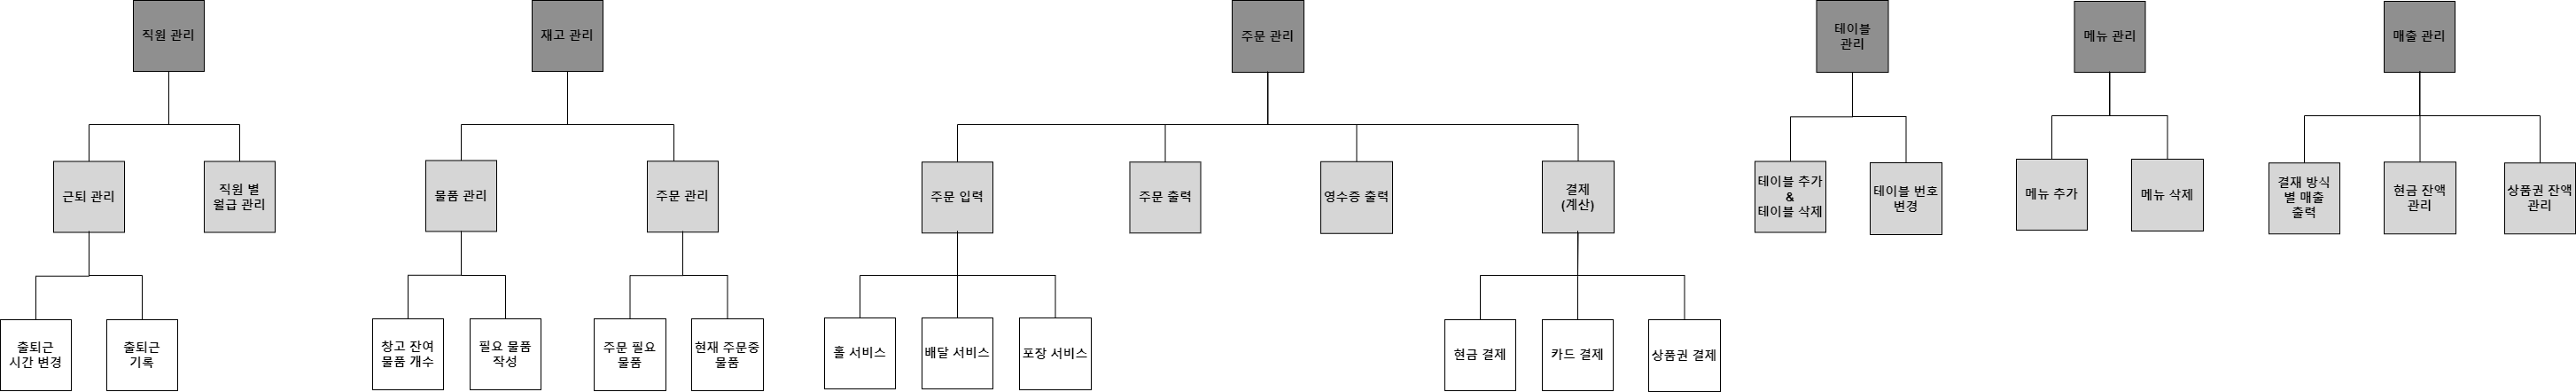 직원 관리
재고 관리
주문 관리
테이블
관리
메뉴 관리
매출 관리
근퇴 관리
직원 별
월급 관리
물품 관리
주문 관리
주문 입력
주문 출력
영수증 출력
결제
(계산)
테이블 추가
&
테이블 삭제
테이블 번호
변경
메뉴 추가
메뉴 삭제
결재 방식
별 매출
출력
현금 잔액
관리
상품권 잔액
관리
출퇴근
시간 변경
출퇴근
기록
창고 잔여
물품 개수
필요 물품
작성
주문 필요
물품
현재 주문중
물품
홀 서비스
배달 서비스
포장 서비스
현금 결제
카드 결제
상품권 결제